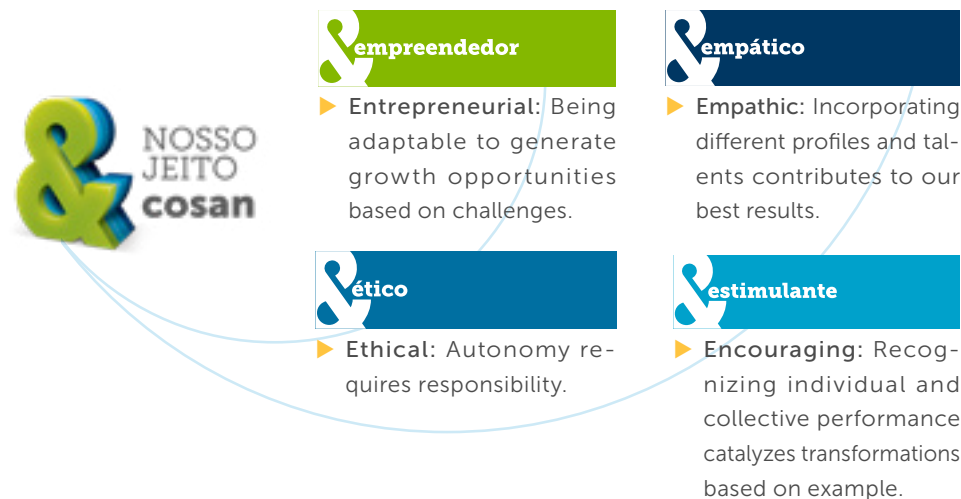 &
NOSSO
JEITO
cosan
&empreendedor
Entrepreneurial: Being
adaptable to generate
growth opportunities
based on challenges.
&empático
Empathic: Incorporating
different profiles and tal-
ents contributes to our
best results.
&ético
Ethical: Autonomy re-
quires responsibility.
&estimulante
Encouraging: Recog-
nizing individual and
collective performance
catalyzes transformations
based on example.